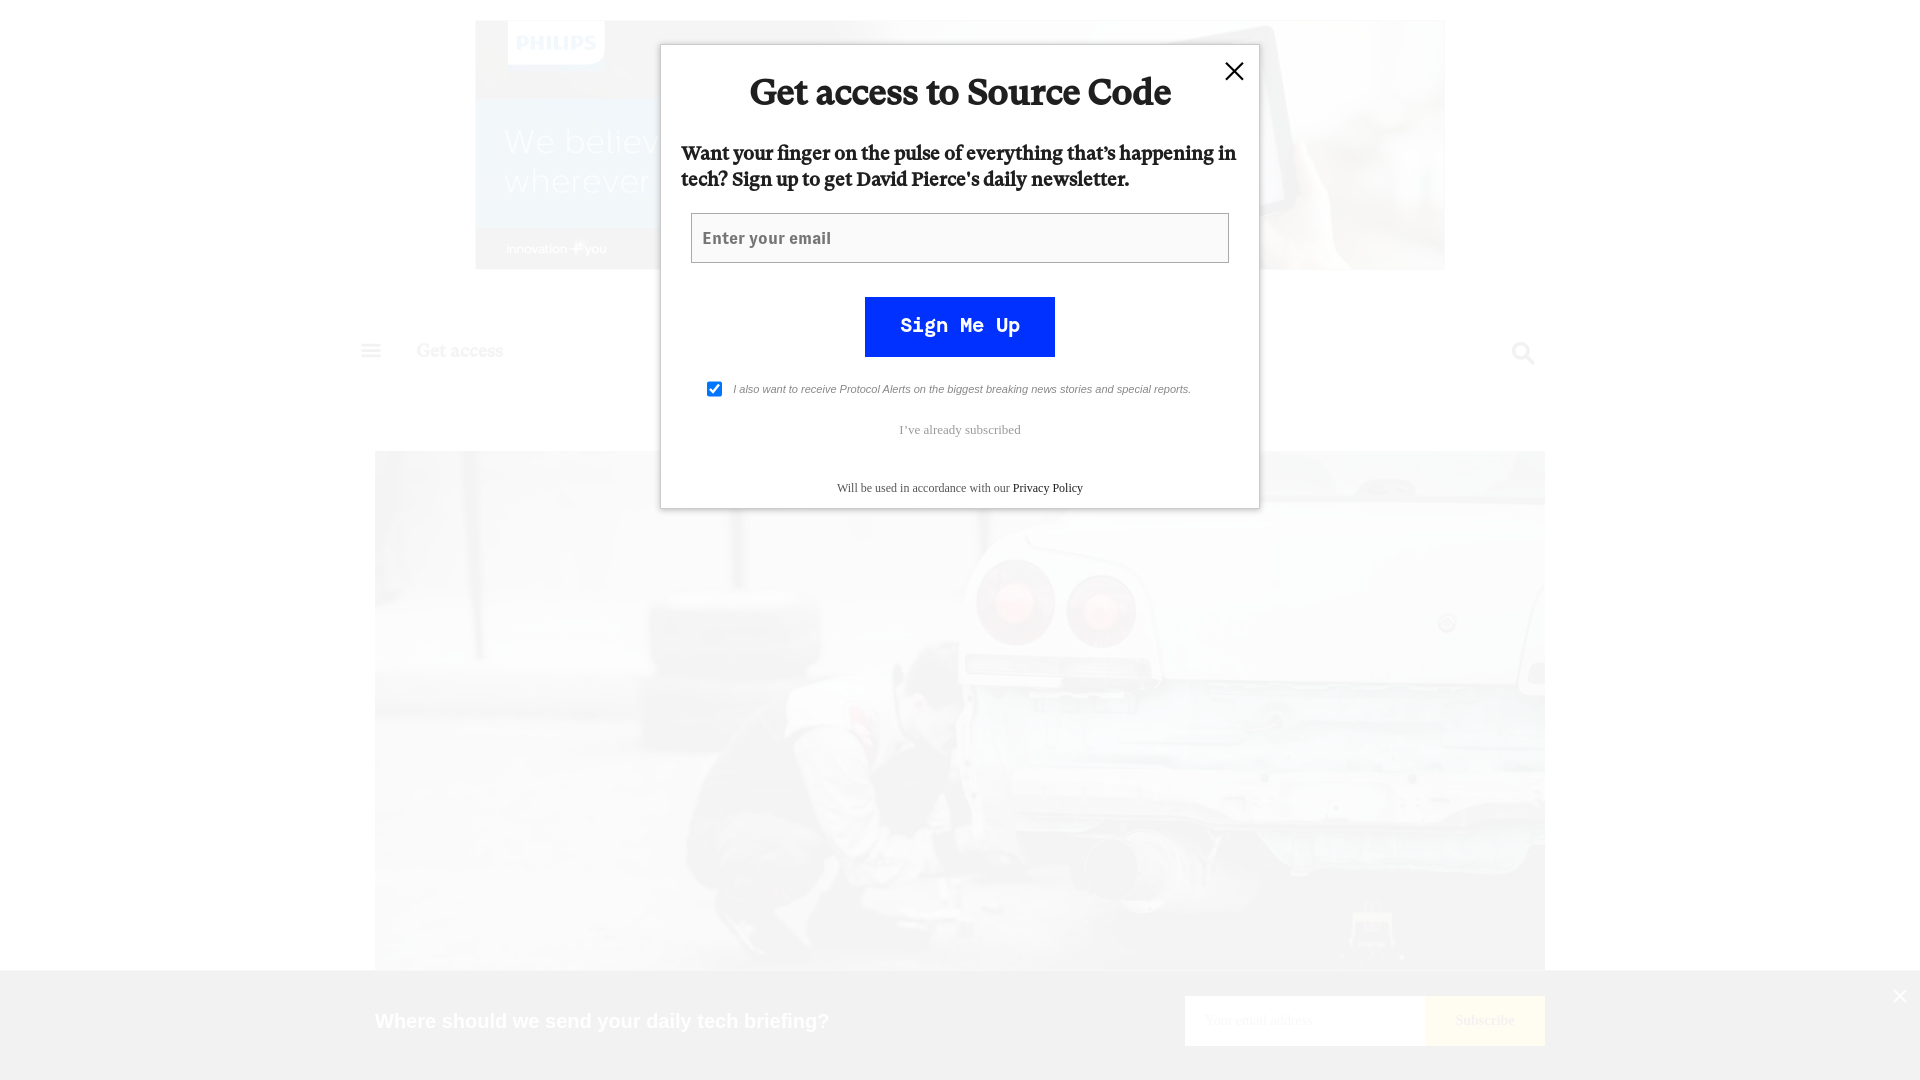 PHILIPS
Get access to Source Code
We believ
wherever
Want your finger on the pulse of everything that’s happening in
tech? Sign up to get David Pierce's daily newsletter.
Enter your email
innovation you
Sign Me Up
Get access
I also want to receive Protocol Alerts on the biggest breaking news stories and special reports.
I’ve already subscribed
Will be used in accordance with our Privacy Policy
Where should we send your daily tech briefing?
Your email address
Subscribe